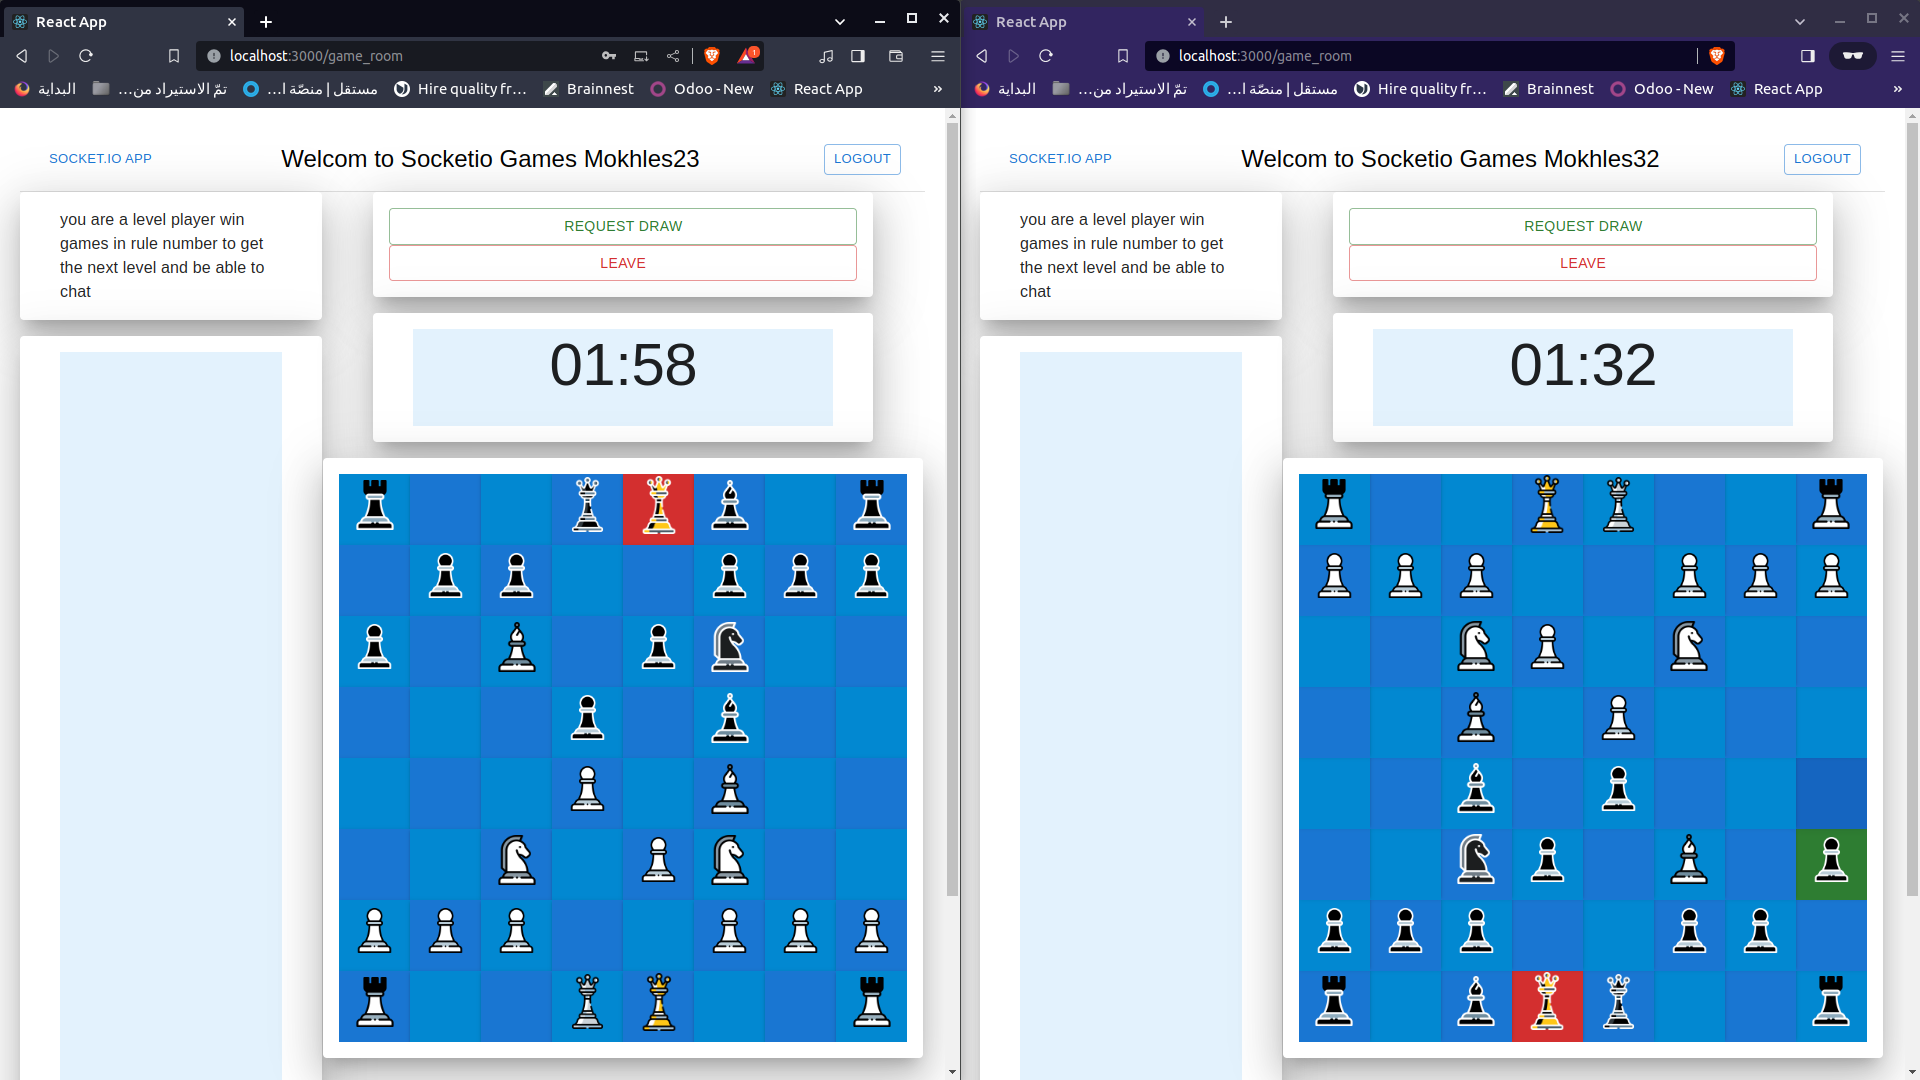 React App
localhost:3000/game_room
البداية
تمّ الاستيراد من...
مستقل | منصّة ا...
Hire quality fr...
Brainnest
Odoo - New
React App
»
SOCKET.IO APP
Welcom to Socketio Games Mokhles23
LOGOUT
you are a level player win
games in rule number to get
the next level and be able to
chat
REQUEST DRAW
LEAVE
01:58
React App
localhost:3000/game_room
البداية
تمّ الاستيراد من...
مستقل | منصّة ا...
Hire quality fr...
Brainnest
Odoo - New
React App
»
SOCKET.IO APP
Welcom to Socketio Games Mokhles32
LOGOUT
you are a level player win
games in rule number to get
the next level and be able to
chat
REQUEST DRAW
LEAVE
01:32